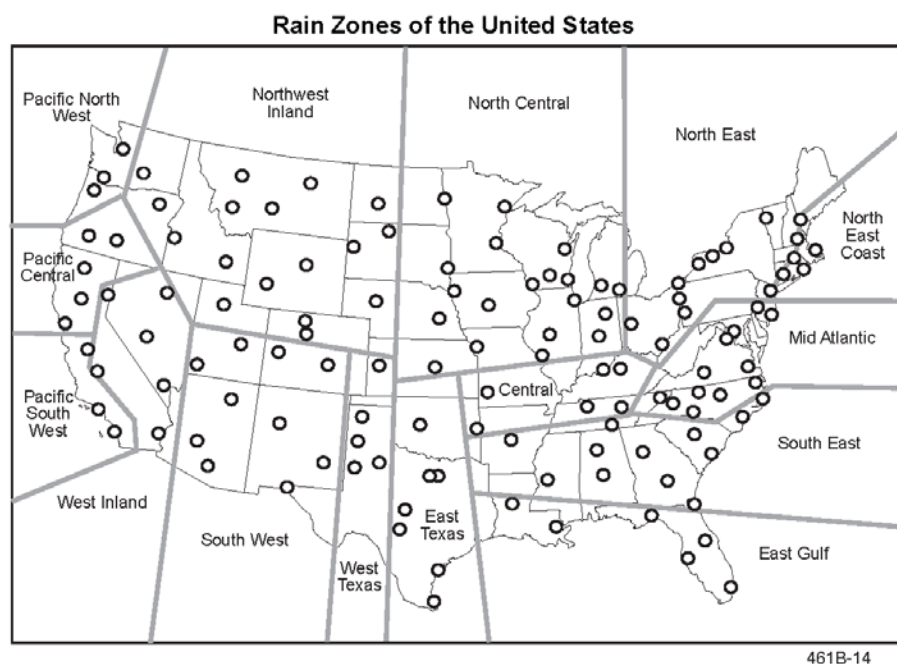 Rain Zones of the United States
Pacific North
West
Northwest
Inland
North Central
North East
North
East
Coast
Pacific
Central
Mid Atlantic
Central
Pacific
South
West
South East
West Inland
South West
East
Texas
West
Texas
East Gulf
461B-14